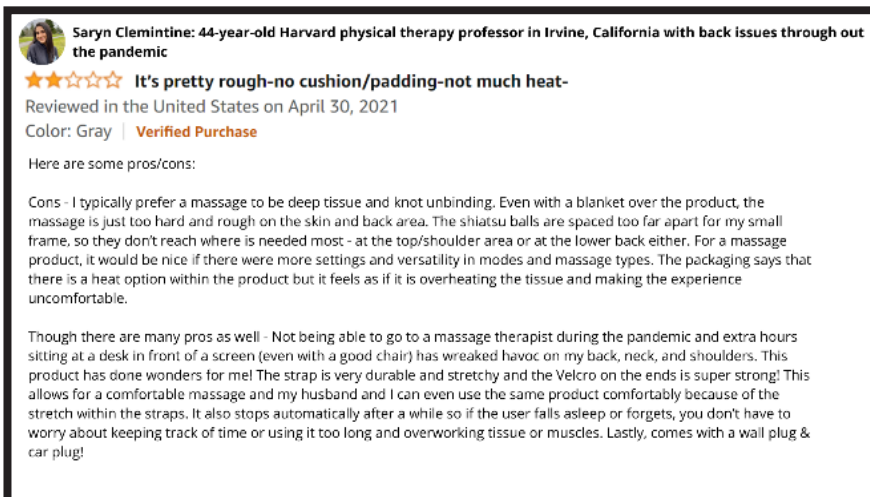 Saryn Clemintine: 44-year-old Harvard physical therapy professor in Irvine, California with back issues through out
the pandemic
It's pretty rough-no cushion/padding-not much heat-
Reviewed in the United States on April 30, 2021
Color: Gray | Verified Purchase
Here are some pros/cons:
Cons - I typically prefer a massage to be deep tissue and knot unbinding. Even with a blanket over the product, the
massage is just too hard and rough on the skin and back area. The shiatsu balls are spaced too far apart for my small
frame, so they don't reach where is needed most - at the top/shoulder area or at the lower back either. For a massage
product, it would be nice if there were more settings and versatility in modes and massage types. The packaging says that
there is a heat option within the product but it feels as if it is overheating the tissue and making the experience
uncomfortable.
Though there are many pros as well - Not being able to go to a massage therapist during the pandemic and extra hours
sitting at a desk in front of a screen (even with a good chair) has wreaked havoc on my back, neck, and shoulders. This
product has done wonders for me! The strap is very durable and stretchy and the Velcro on the ends is super strong! This
allows for a comfortable massage and my husband and I can even use the same product comfortably because of the
stretch within the straps. It also stops automatically after a while so if the user falls asleep or forgets, you don't have to
worry about keeping track of time or using it too long and overworking tissue or muscles. Lastly, comes with a wall plug &
car plug!